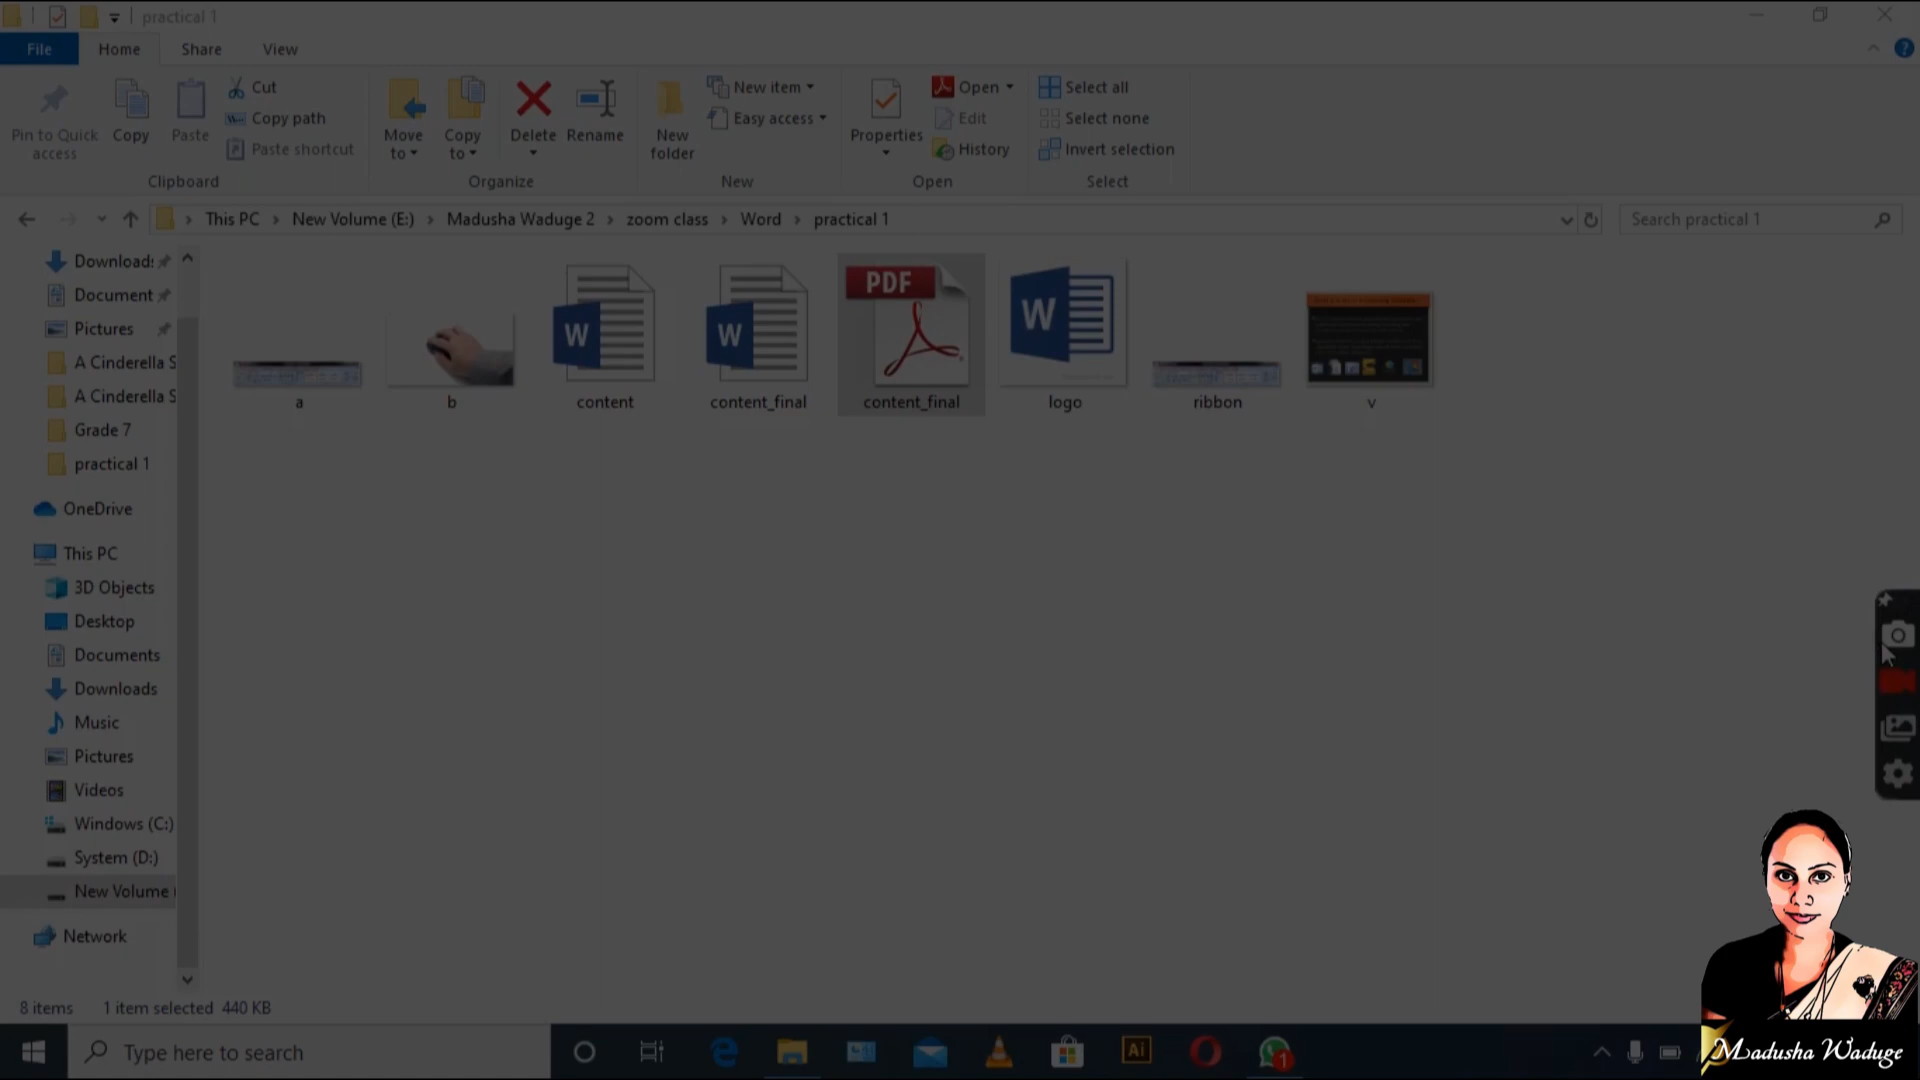 practical 1
File Home Share View
Pin to Quick access
Copy
Paste
Cut
Copy path
Paste shortcut
Move to
Copy to
Delete
Rename
New folder
New item
Easy access
Properties
Open
Edit
History
Select all
Select none
Invert selection
Clipboard Organize New Open Select
This PC New Volume (E:) Madusha Waduge 2 zoom class Word practical 1
Search practical 1
Downloads
Document
Pictures
A Cinderella S
A Cinderella S
Grade 7
practical 1
OneDrive
This PC
3D Objects
Desktop
Documents
Downloads
Music
Pictures
Videos
Windows (C:)
System (D:)
New Volume (
Network
W W PDF W
a b content content_final content_final logo ribbon v
8 items 1 item selected 440 KB
Type here to search
Ai
1
Madusha Waduge